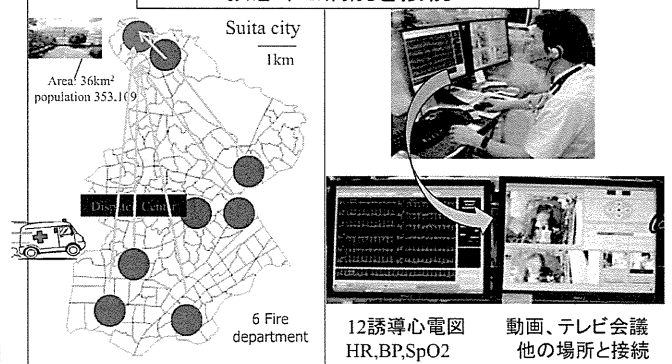 Suita city
1km
Area: 36km²
population 353,109
Dispatch Center
6 Fire
department
12誘導心電図
HR,BP,SpO2
動画、テレビ会議
他の場所と接続